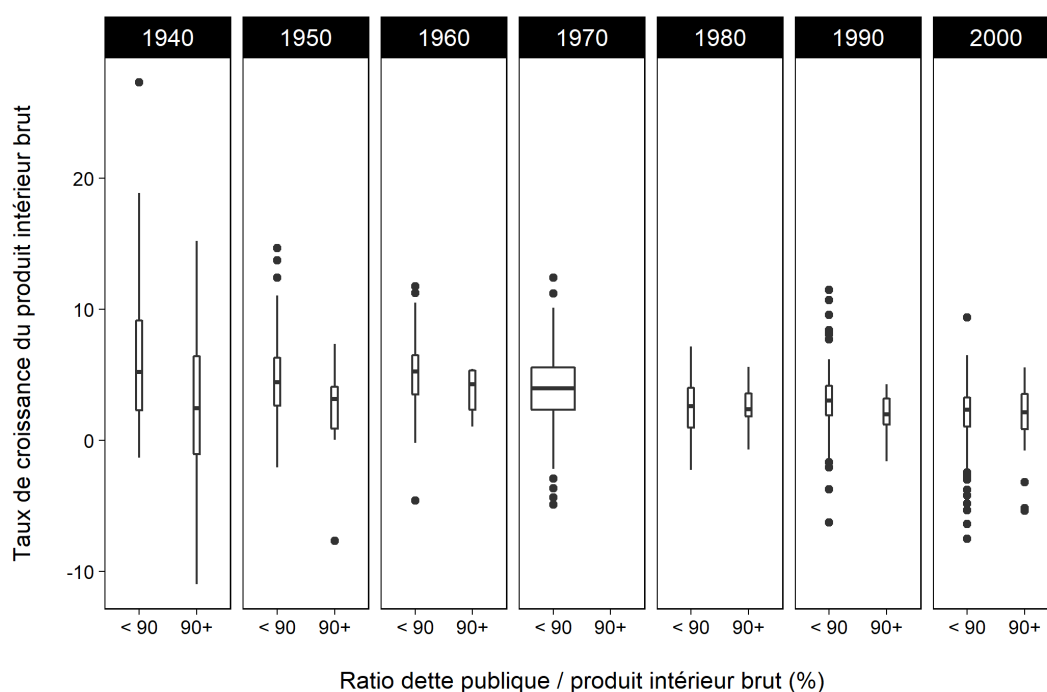 1940 1950 1960 1970 1980 1990 2000
Taux de croissance du produit intérieur brut
20
10
0
-10
< 90 90+ < 90 90+ < 90 90+ < 90 90+ < 90 90+ < 90 90+ < 90 90+
Ratio dette publique / produit intérieur brut (%)